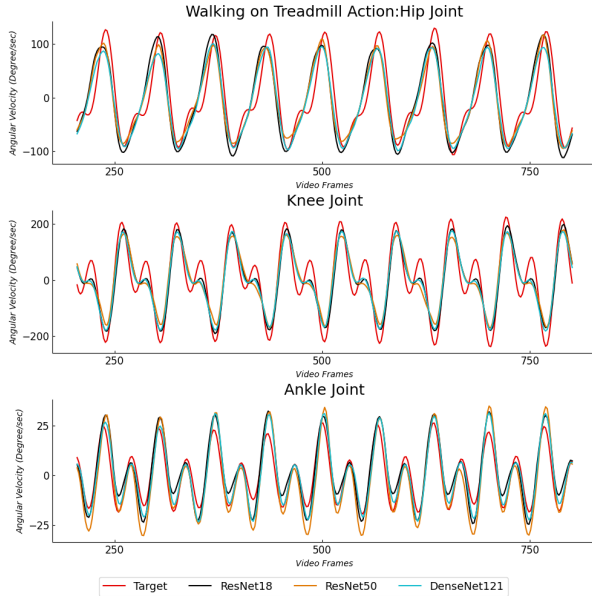 Walking on Treadmill Action:Hip Joint
Angular Velocity (Degree/sec)
100
0
−100
250
500
750
Video Frames
Knee Joint
Angular Velocity (Degree/sec)
200
0
−200
250
500
750
Video Frames
Ankle Joint
Angular Velocity (Degree/sec)
25
0
−25
250
500
750
Video Frames
Target
ResNet18
ResNet50
DenseNet121